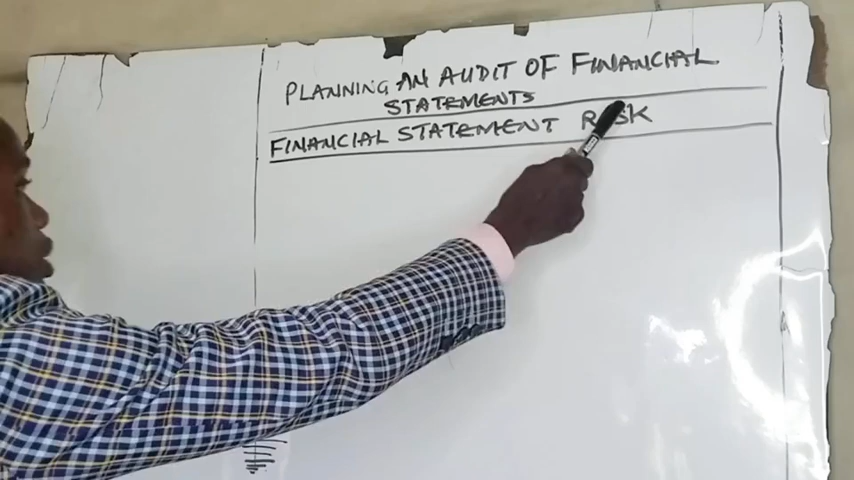 PLANNING AN AUDIT OF FINANCIAL
STATEMENTS
FINANCIAL STATEMENT RISK